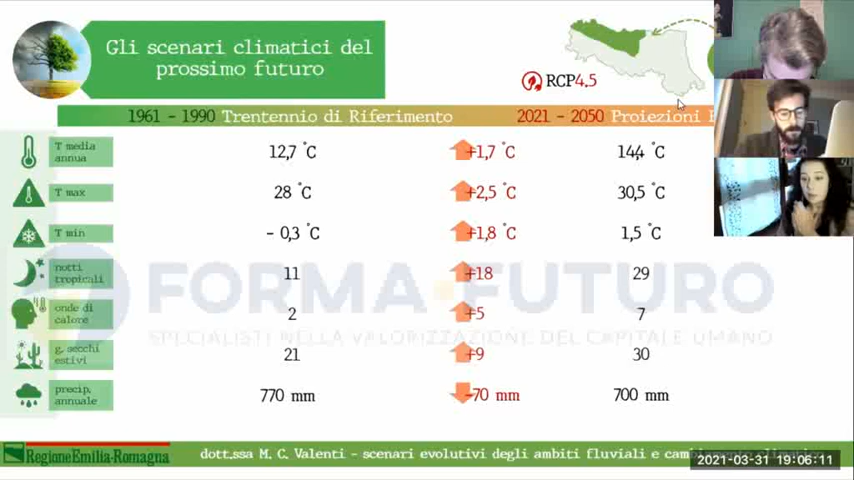 Gli scenari climatici del
prossimo futuro
RCP4.5
1961 - 1990 Trentennio di Riferimento
2021 - 2050 Proiezioni
T media
annua
12,7 °C
+1,7 °C
144 °C
T max
28 °C
+2,5 °C
30,5 °C
T min
- 0,3 °C
+1,8 °C
1,5 °C
notti
tropicali
11
+18
29
onde di
calore
2
+5
7
g. secchi
estivi
21
+9
30
precip.
annuale
770 mm
-70 mm
700 mm
FORMA FUTURO
SPECIALISTI NELLA VALORIZZAZIONE DEL CAPITALE UMANO
RegioneEmilia-Romagna
dott.ssa M. C. Valenti - scenari evolutivi degli ambiti fluviali e
2021-03-31 19:06:11